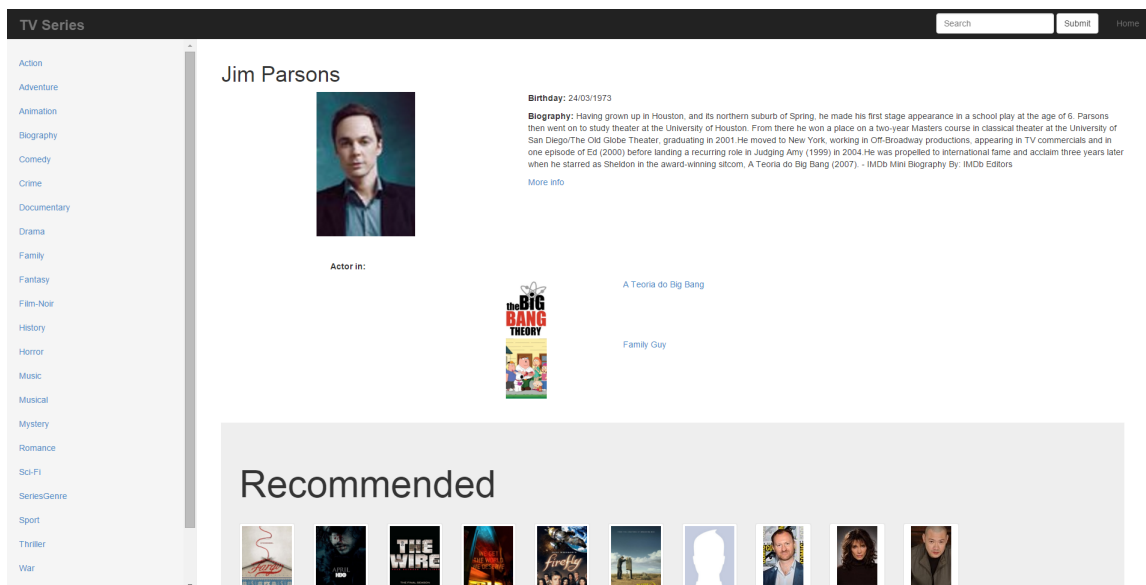 TV Series
Search
Submit
Home
Action
Adventure
Animation
Biography
Comedy
Crime
Documentary
Drama
Family
Fantasy
Film-Noir
History
Horror
Music
Musical
Mystery
Romance
Sci-Fi
SeriesGenre
Sport
Thriller
War
Jim Parsons
Birthday: 24/03/1973
Biography: Having grown up in Houston, and its northern suburb of Spring, he made his first stage appearance in a school play at the age of 6. Parsons
then went on to study theater at the University of Houston. From there he won a place on a two-year Masters course in classical theater at the University of
San Diego/The Old Globe Theater, graduating in 2001.He moved to New York, working in Off-Broadway productions, appearing in TV commercials and in
one episode of Ed (2000) before landing a recurring role in Judging Amy (1999) in 2004.He was propelled to international fame and acclaim three years later
when he starred as Sheldon in the award-winning sitcom, A Teoria do Big Bang (2007). - IMDb Mini Biography By: IMDb Editors
More info
Actor in:
the BIG
BANG
THEORY
A Teoria do Big Bang
Family Guy
Recommended
Fargo
APRIL
HBO
THE
WIRE
WE GET
THE WORLD
WE DESERVE
firefly